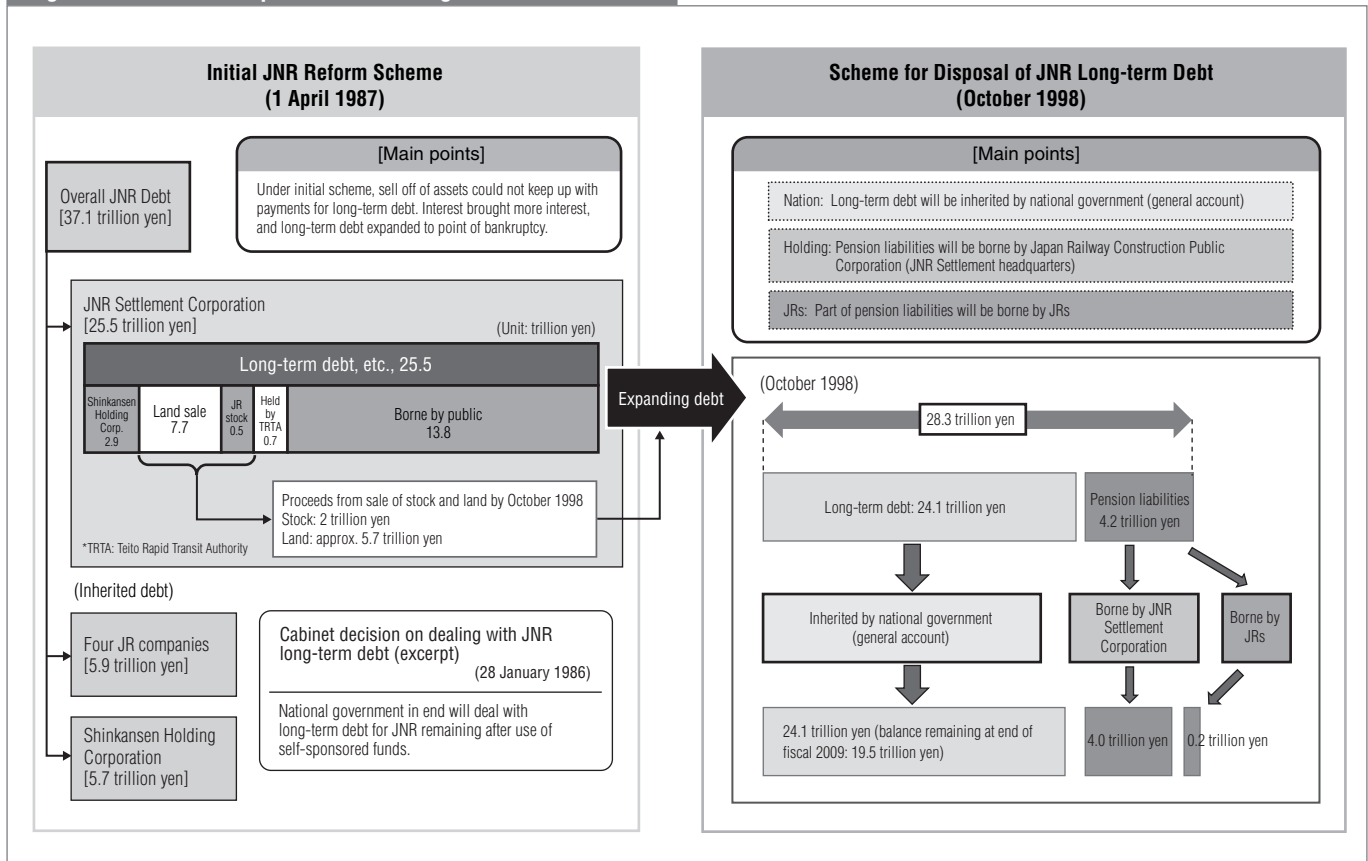 Initial JNR Reform Scheme
(1 April 1987)
Overall JNR Debt
[37.1 trillion yen]
[Main points]
Under initial scheme, sell off of assets could not keep up with
payments for long-term debt. Interest brought more interest,
and long-term debt expanded to point of bankruptcy.
JNR Settlement Corporation
[25.5 trillion yen]
(Unit: trillion yen)
Long-term debt, etc., 25.5
Shinkansen
Holding
Corp.
2.9
Land sale
7.7
JR
stock
0.5
Held
by
TRTA
0.7
Borne by public
13.8
Proceeds from sale of stock and land by October 1998
Stock: 2 trillion yen
Land: approx. 5.7 trillion yen
*TRTA: Teito Rapid Transit Authority
(Inherited debt)
Four JR companies
[5.9 trillion yen]
Shinkansen Holding
Corporation
[5.7 trillion yen]
Cabinet decision on dealing with JNR
long-term debt (excerpt)
(28 January 1986)
National government in end will deal with
long-term debt for JNR remaining after use of
self-sponsored funds.
Expanding debt
Scheme for Disposal of JNR Long-term Debt
(October 1998)
[Main points]
Nation: Long-term debt will be inherited by national government (general account)
Holding: Pension liabilities will be borne by Japan Railway Construction Public
Corporation (JNR Settlement headquarters)
JRs: Part of pension liabilities will be borne by JRs
(October 1998)
28.3 trillion yen
Long-term debt: 24.1 trillion yen
Pension liabilities
4.2 trillion yen
Inherited by national government
(general account)
Borne by JNR
Settlement
Corporation
Borne by
JRs
24.1 trillion yen (balance remaining at end of
fiscal 2009: 19.5 trillion yen)
4.0 trillion yen
0.2 trillion yen